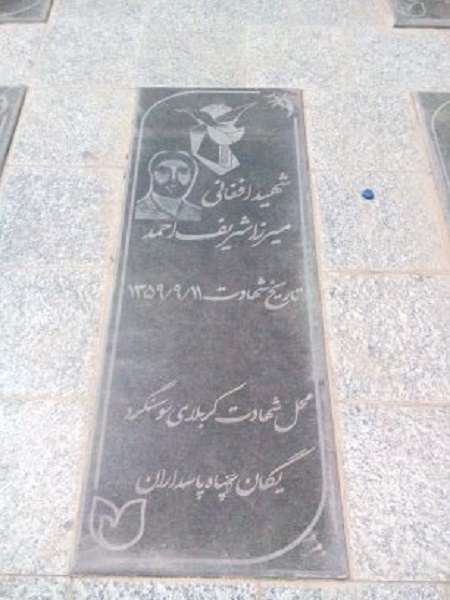 شهید افغانی
میرزا شریف احمد
تاریخ شهادت ۱۳۵۹/۹/۱۱
محل شهادت کربلای سوسنگرد
یگان سپاه پاسداران